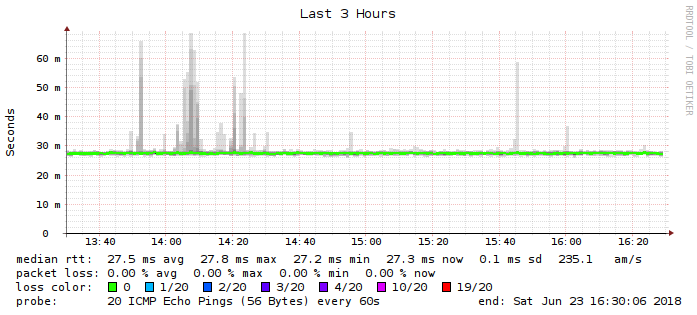 Last 3 Hours
RRDTOOL / TOBI OETIKER
Seconds
60 m
50 m
40 m
30 m
20 m
10 m
0
13:40 14:00 14:20 14:40 15:00 15:20 15:40 16:00 16:20
median rtt: 27.5 ms avg 27.8 ms max 27.2 ms min 27.3 ms now 0.1 ms sd 235.1 am/s
packet loss: 0.00 % avg 0.00 % max 0.00 % min 0.00 % now
loss color: 0 1/20 2/20 3/20 4/20 10/20 19/20
probe: 20 ICMP Echo Pings (56 Bytes) every 60s end: Sat Jun 23 16:30:06 2018